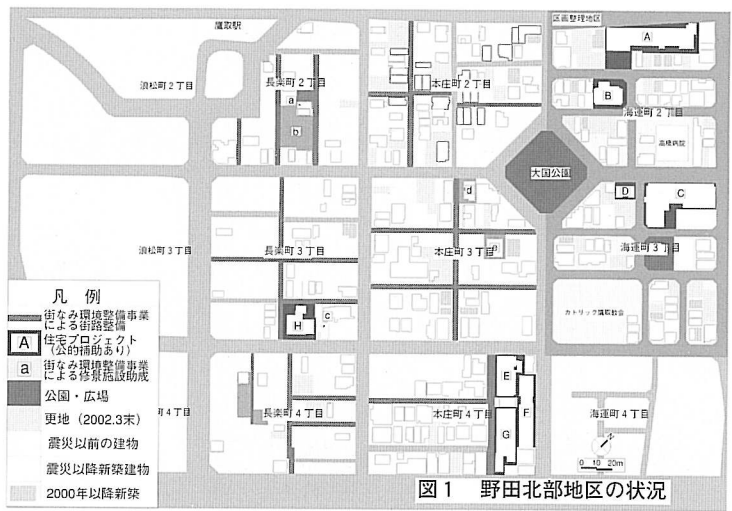 鷹取駅
区画整理地区
A
浪松町2丁目
長楽町2丁目
本庄町2丁目
a
b
B
海運町2丁目
高橋病院
大国公園
d
D
C
e
浪松町3丁目
長楽町3丁目
本庄町3丁目
海運町3丁目
カトリック鷹取教会
H
c
凡 例
街なみ環境整備事業
による街路整備
A 住宅プロジェクト
(公的補助あり)
a 街なみ環境整備事業
による修景施設助成
公園・広場
更地(2002.3末)
震災以前の建物
震災以降新築建物
2000年以降新築
町4丁目
長楽町4丁目
本庄町4丁目
海運町4丁目
E
F
G
N
0 10 20m
図1 野田北部地区の状況